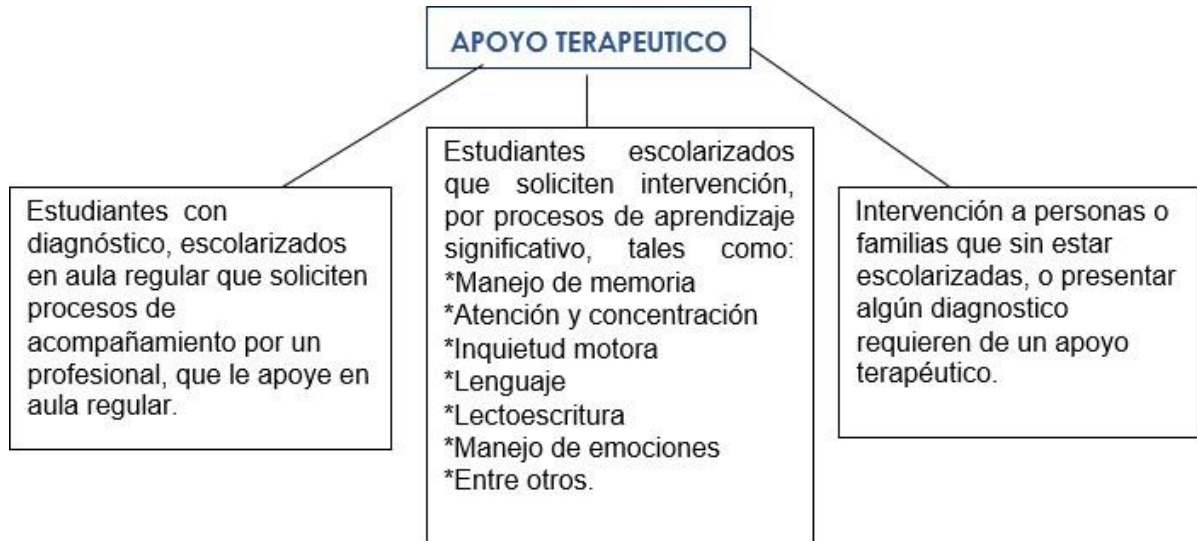 APOYO TERAPEUTICO
Estudiantes con
diagnóstico, escolarizados
en aula regular que soliciten
procesos de
acompañamiento por un
profesional, que le apoye en
aula regular.
Estudiantes escolarizados
que soliciten intervención,
por procesos de aprendizaje
significativo, tales como:
*Manejo de memoria
*Atención y concentración
*Inquietud motora
*Lenguaje
*Lectoescritura
*Manejo de emociones
*Entre otros.
Intervención a personas o
familias que sin estar
escolarizadas, o presentar
algún diagnostico
requieren de un apoyo
terapéutico.